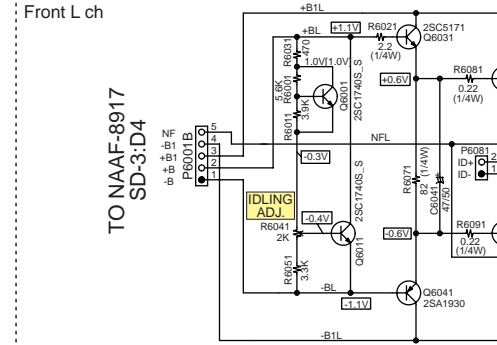 Front L ch
+B1L
+BL
+1.1V
R6021
2.2
(1/4W)
2SC5171
Q6031
R6031
470
1.0V[1.0V
5.6K
R6001
Q6001
2SC1740S_S
+0.6V
R6081
0.22
(1/4W)
R6011
3.9K
TO NAAF-8917
SD-3:D4
P6001B
NF
-B1
+B1
+B
-B
5
4
3
2
1
NFL
P6081
ID+
ID-
2
1
-0.3V
R6071
82 (1/4W)
C6041
47/50
IDLING
ADJ.
R6041
2K
-0.4V
2SC1740S_S
Q6011
-0.6V
R6091
0.22
(1/4W)
R6051
3.3K
-BL
-1.1V
Q6041
2SA1930
-B1L